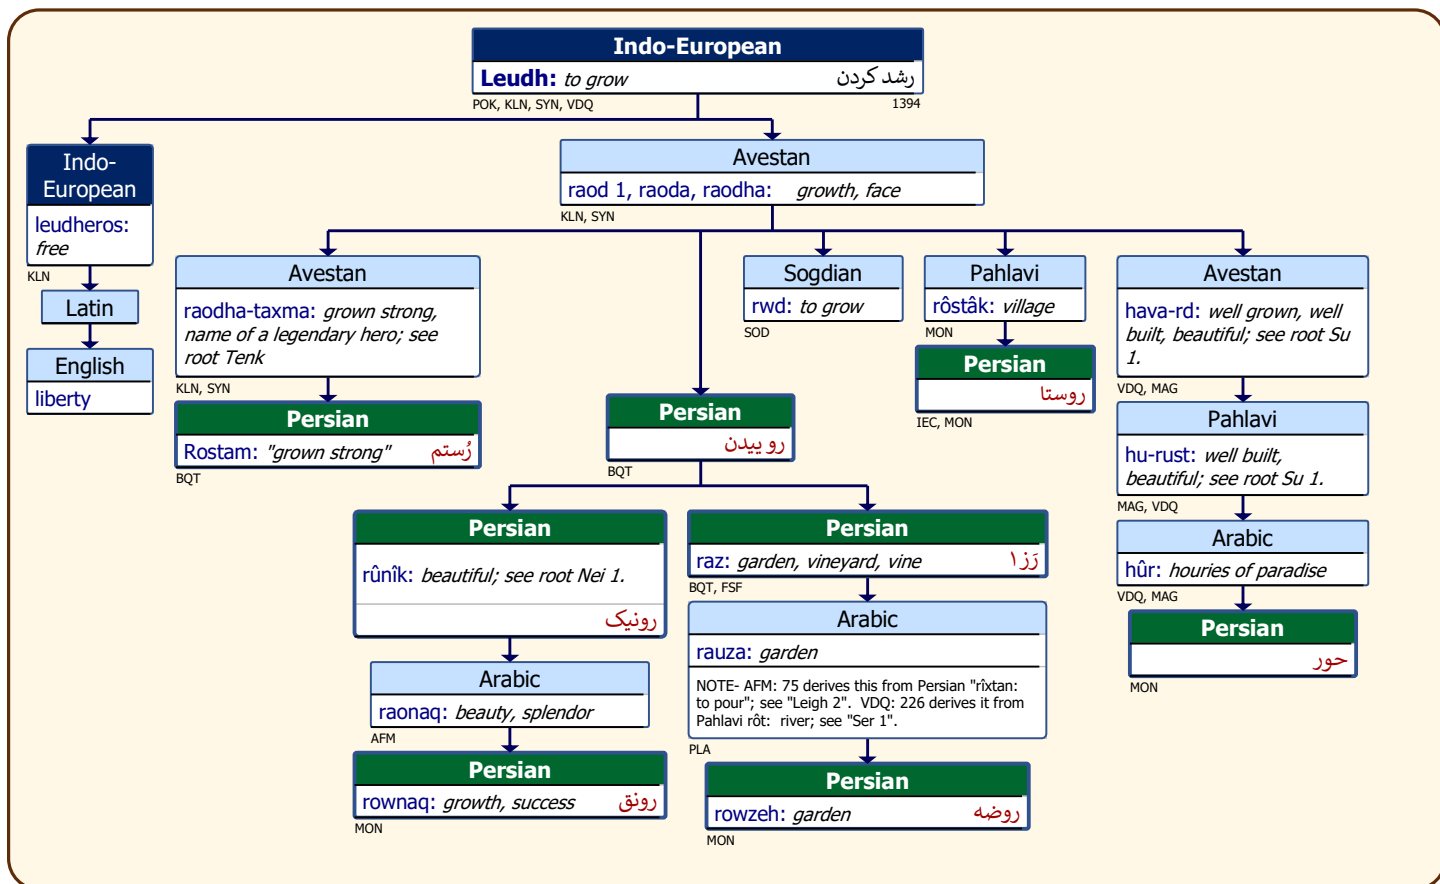 Indo-European
Leudh: to grow رشد کردن
POK, KLN, SYN, VDQ 1394
Indo-
European
leudheros:
free
KLN
Latin
English
liberty
Avestan
raod 1, raoda, raodha: growth, face
KLN, SYN
Avestan
raodha-taxma: grown strong,
name of a legendary hero; see
root Tenk
KLN, SYN
Persian
Rostam: "grown strong" رُستم
BQT
Persian
روییدن
BQT
Sogdian
rwd: to grow
SOD
Pahlavi
rôstâk: village
MON
Persian
روستا
IEC, MON
Avestan
hava-rd: well grown, well
built, beautiful; see root Su
1.
VDQ, MAG
Pahlavi
hu-rust: well built,
beautiful; see root Su 1.
MAG, VDQ
Arabic
hûr: houries of paradise
VDQ, MAG
Persian
حور
MON
Persian
rûnîk: beautiful; see root Nei 1.
رونیک
Arabic
raonaq: beauty, splendor
AFM
Persian
rownaq: growth, success رونق
MON
Persian
raz: garden, vineyard, vine رَز ۱
BQT, FSF
Arabic
rauza: garden
NOTE- AFM: 75 derives this from Persian "rîxtan:
to pour"; see "Leigh 2". VDQ: 226 derives it from
Pahlavi rôt: river; see "Ser 1".
PLA
Persian
rowzeh: garden روضه
MON